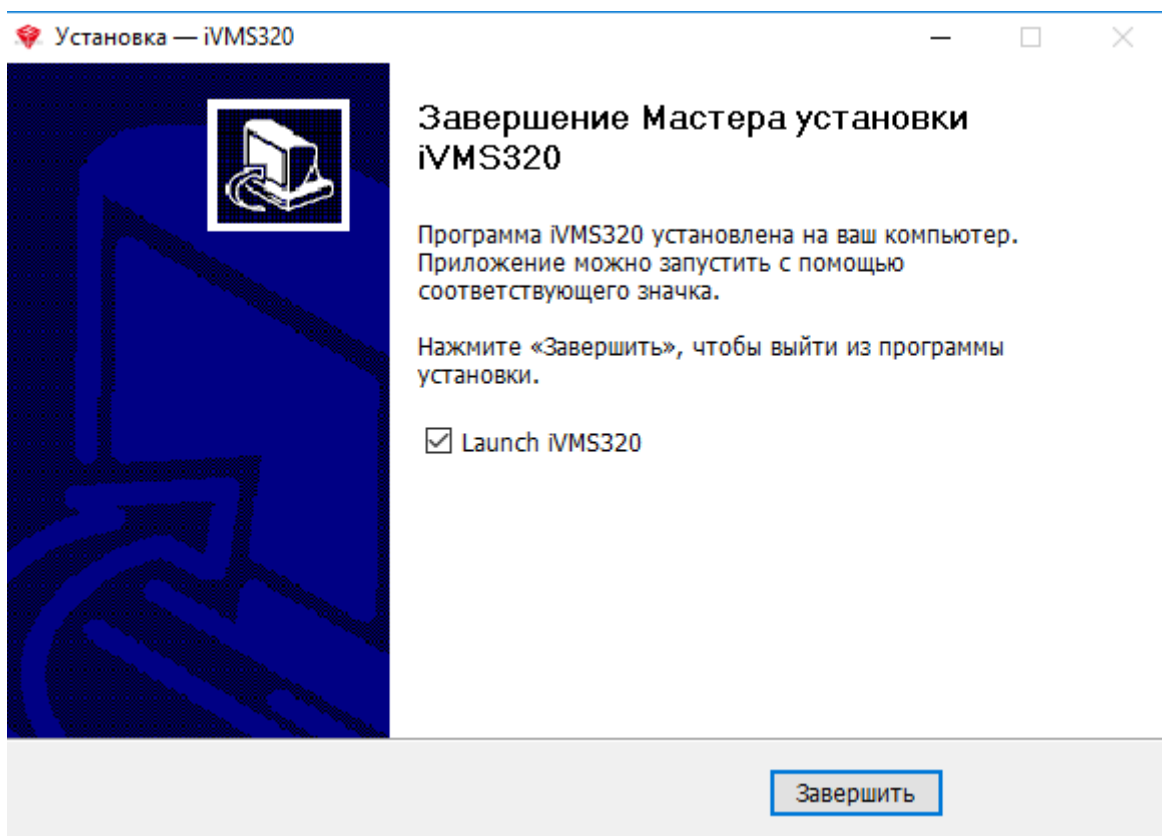 Установка — iVMS320
Завершение Мастера установки
iVMS320
Программа iVMS320 установлена на ваш компьютер.
Приложение можно запустить с помощью
соответствующего значка.
Нажмите «Завершить», чтобы выйти из программы
установки.
Launch iVMS320
Завершить